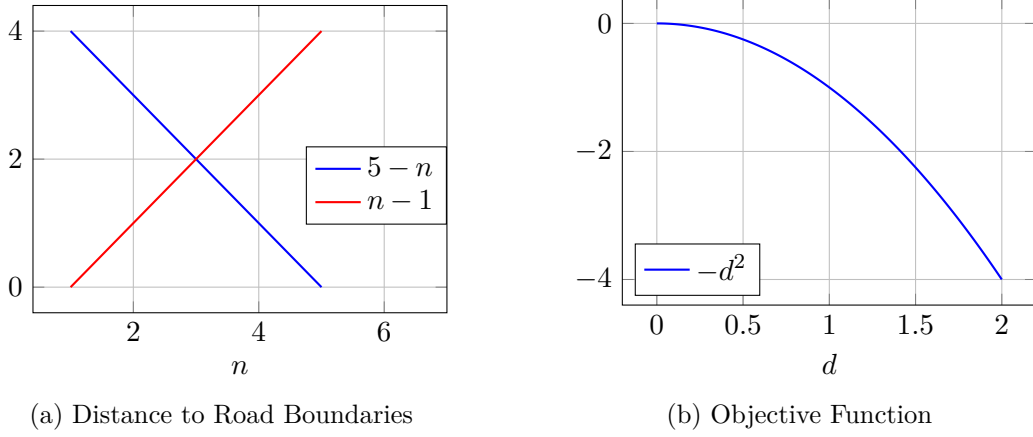 4
2
0
2 4 6
n
5 − n
n − 1
(a) Distance to Road Boundaries
−0
−2
−4
0 0.5 1 1.5 2
d
−d²
(b) Objective Function